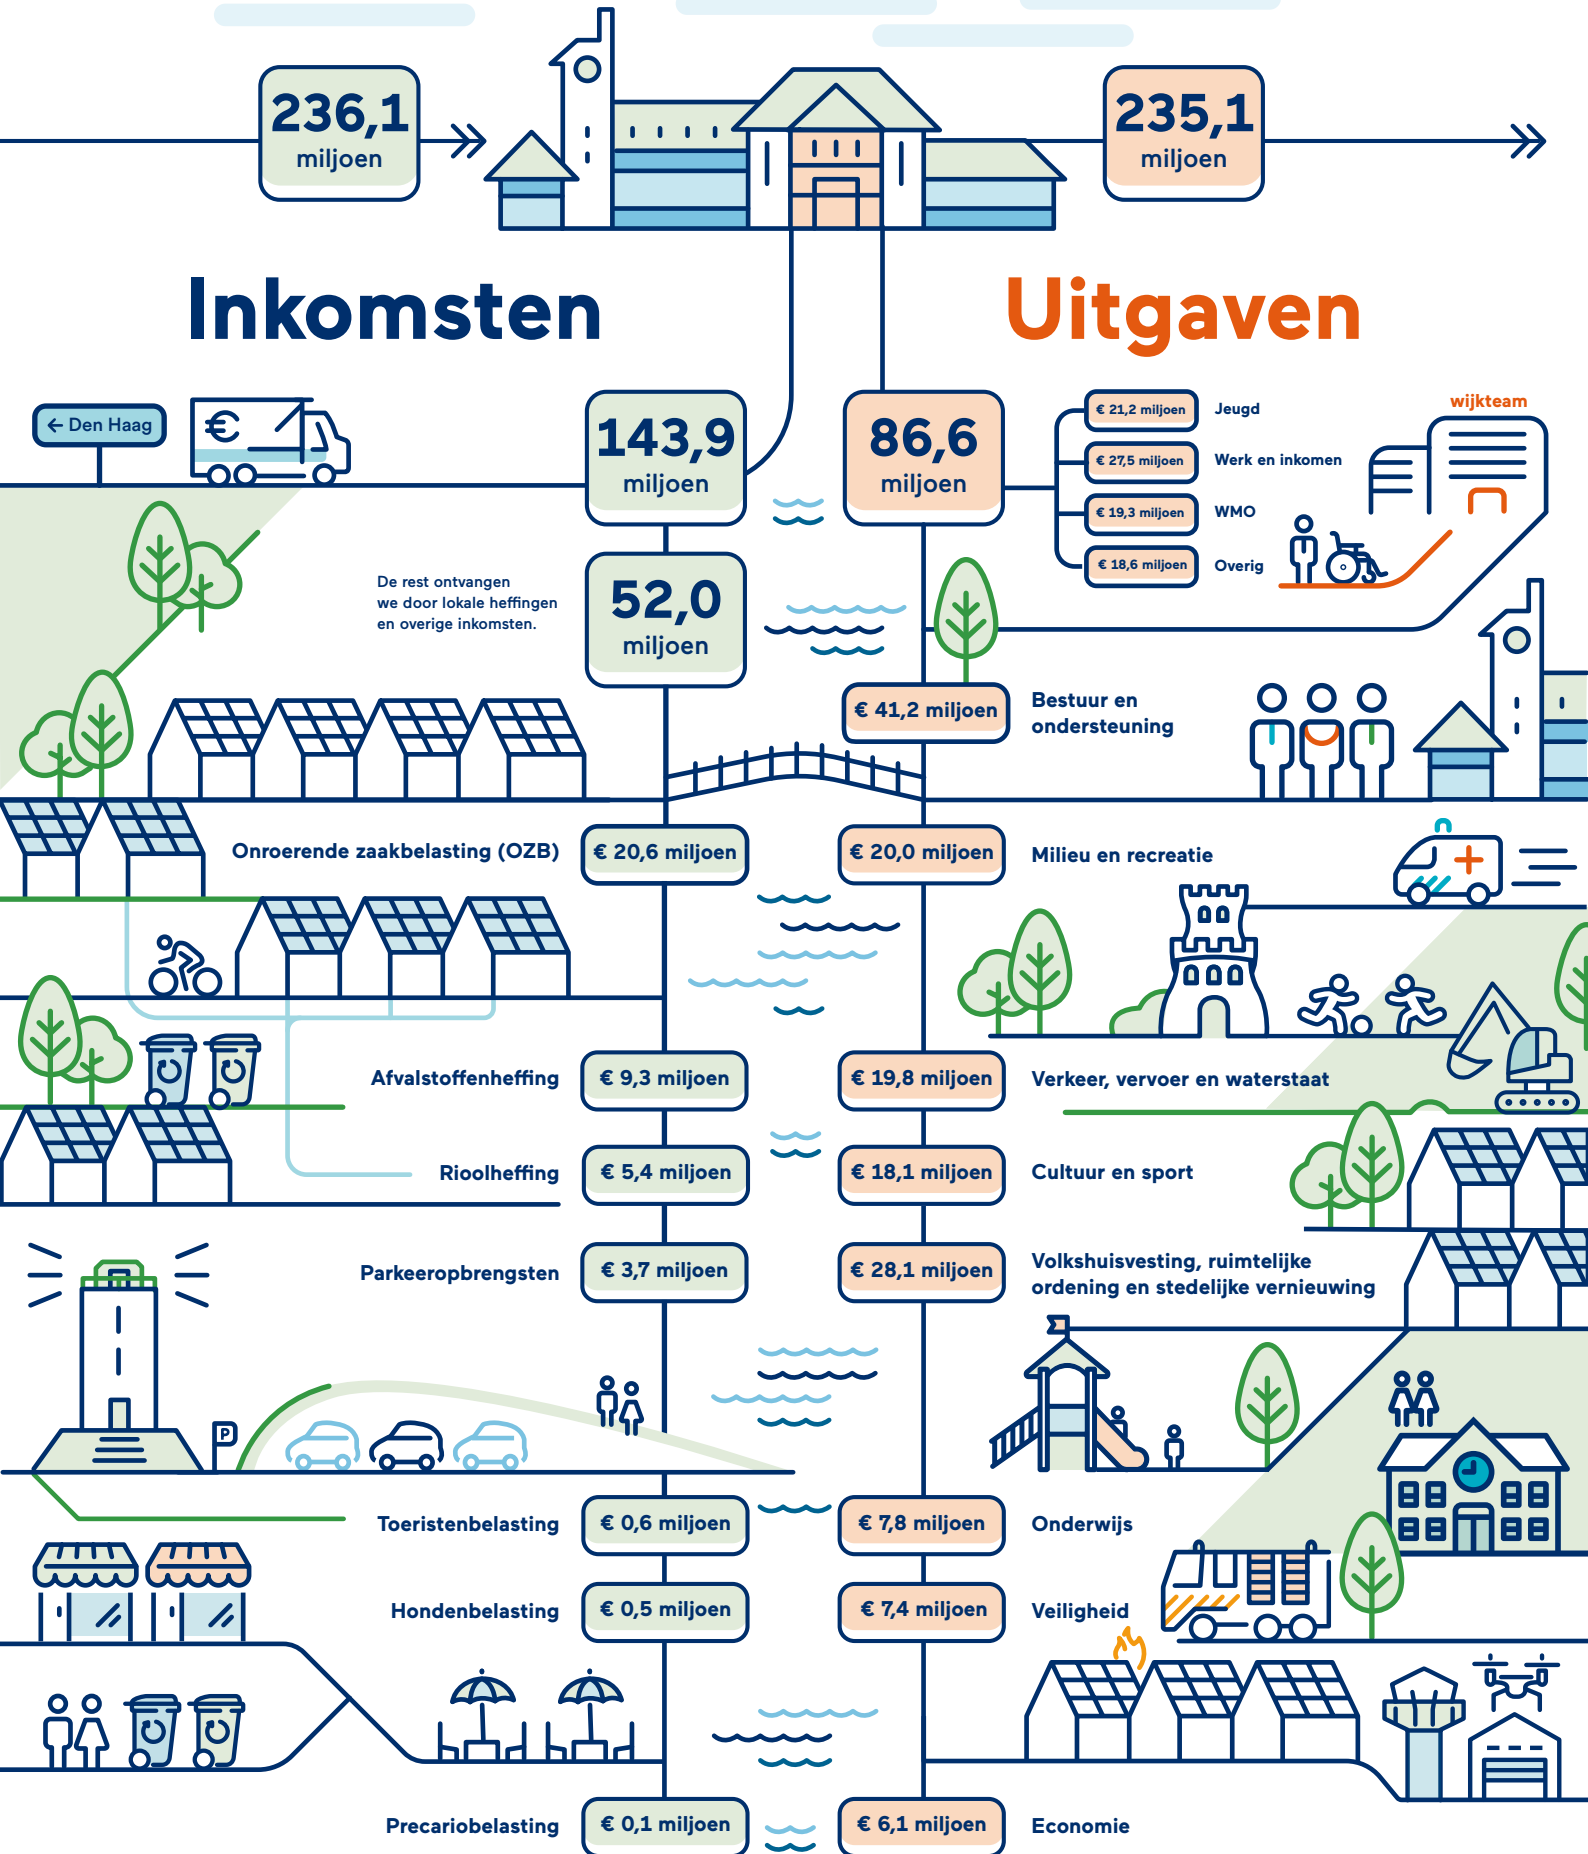 236,1
miljoen
235,1
miljoen
Inkomsten
Uitgaven
← Den Haag
€
143,9
miljoen
De rest ontvangen
we door lokale heffingen
en overige inkomsten.
52,0
miljoen
Onroerende zaakbelasting (OZB)
€ 20,6 miljoen
Afvalstoffenheffing
€ 9,3 miljoen
Rioolheffing
€ 5,4 miljoen
Parkeeropbrengsten
€ 3,7 miljoen
P
Toeristenbelasting
€ 0,6 miljoen
Hondenbelasting
€ 0,5 miljoen
Precariobelasting
€ 0,1 miljoen
86,6
miljoen
€ 21,2 miljoen
Jeugd
€ 27,5 miljoen
Werk en inkomen
€ 19,3 miljoen
WMO
€ 18,6 miljoen
Overig
wijkteam
€ 41,2 miljoen
Bestuur en
ondersteuning
€ 20,0 miljoen
Milieu en recreatie
€ 19,8 miljoen
Verkeer, vervoer en waterstaat
€ 18,1 miljoen
Cultuur en sport
€ 28,1 miljoen
Volkshuisvesting, ruimtelijke
ordening en stedelijke vernieuwing
€ 7,8 miljoen
Onderwijs
€ 7,4 miljoen
Veiligheid
€ 6,1 miljoen
Economie